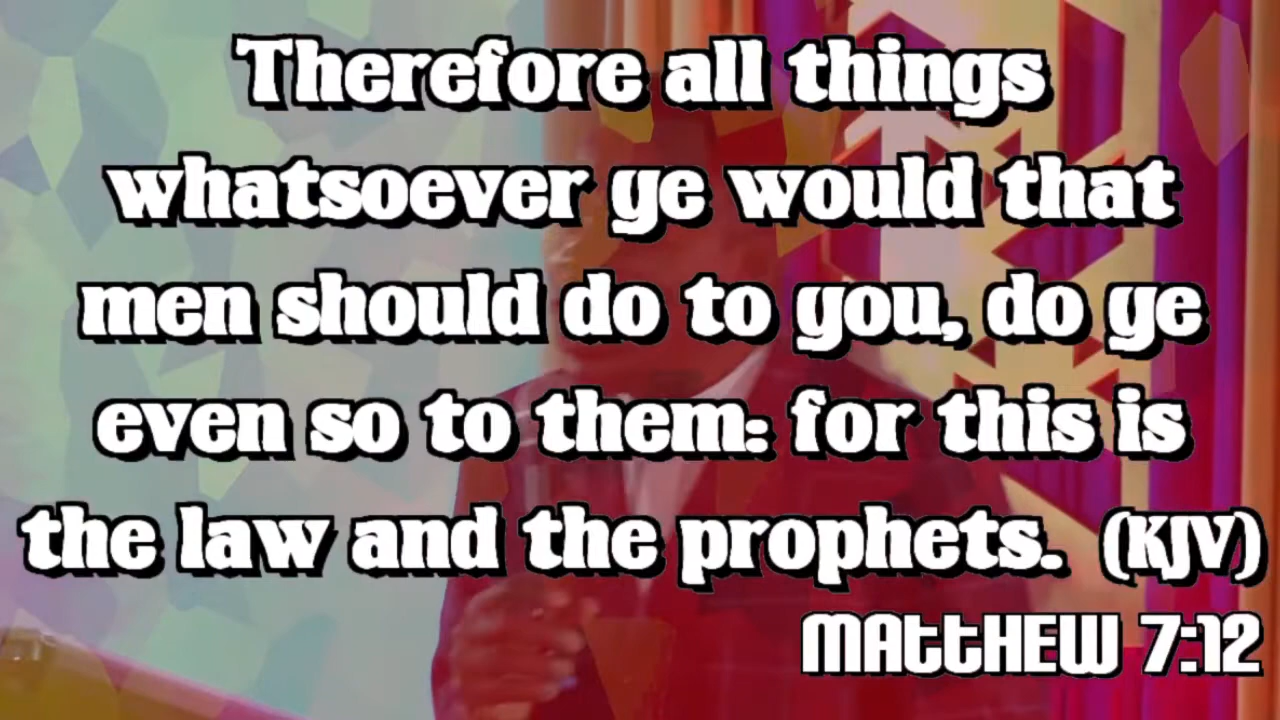 Therefore all things
whatsoever ye would that
men should do to you, do ye
even so to them: for this is
the law and the prophets. (KJV)
MAttHEW 7:12